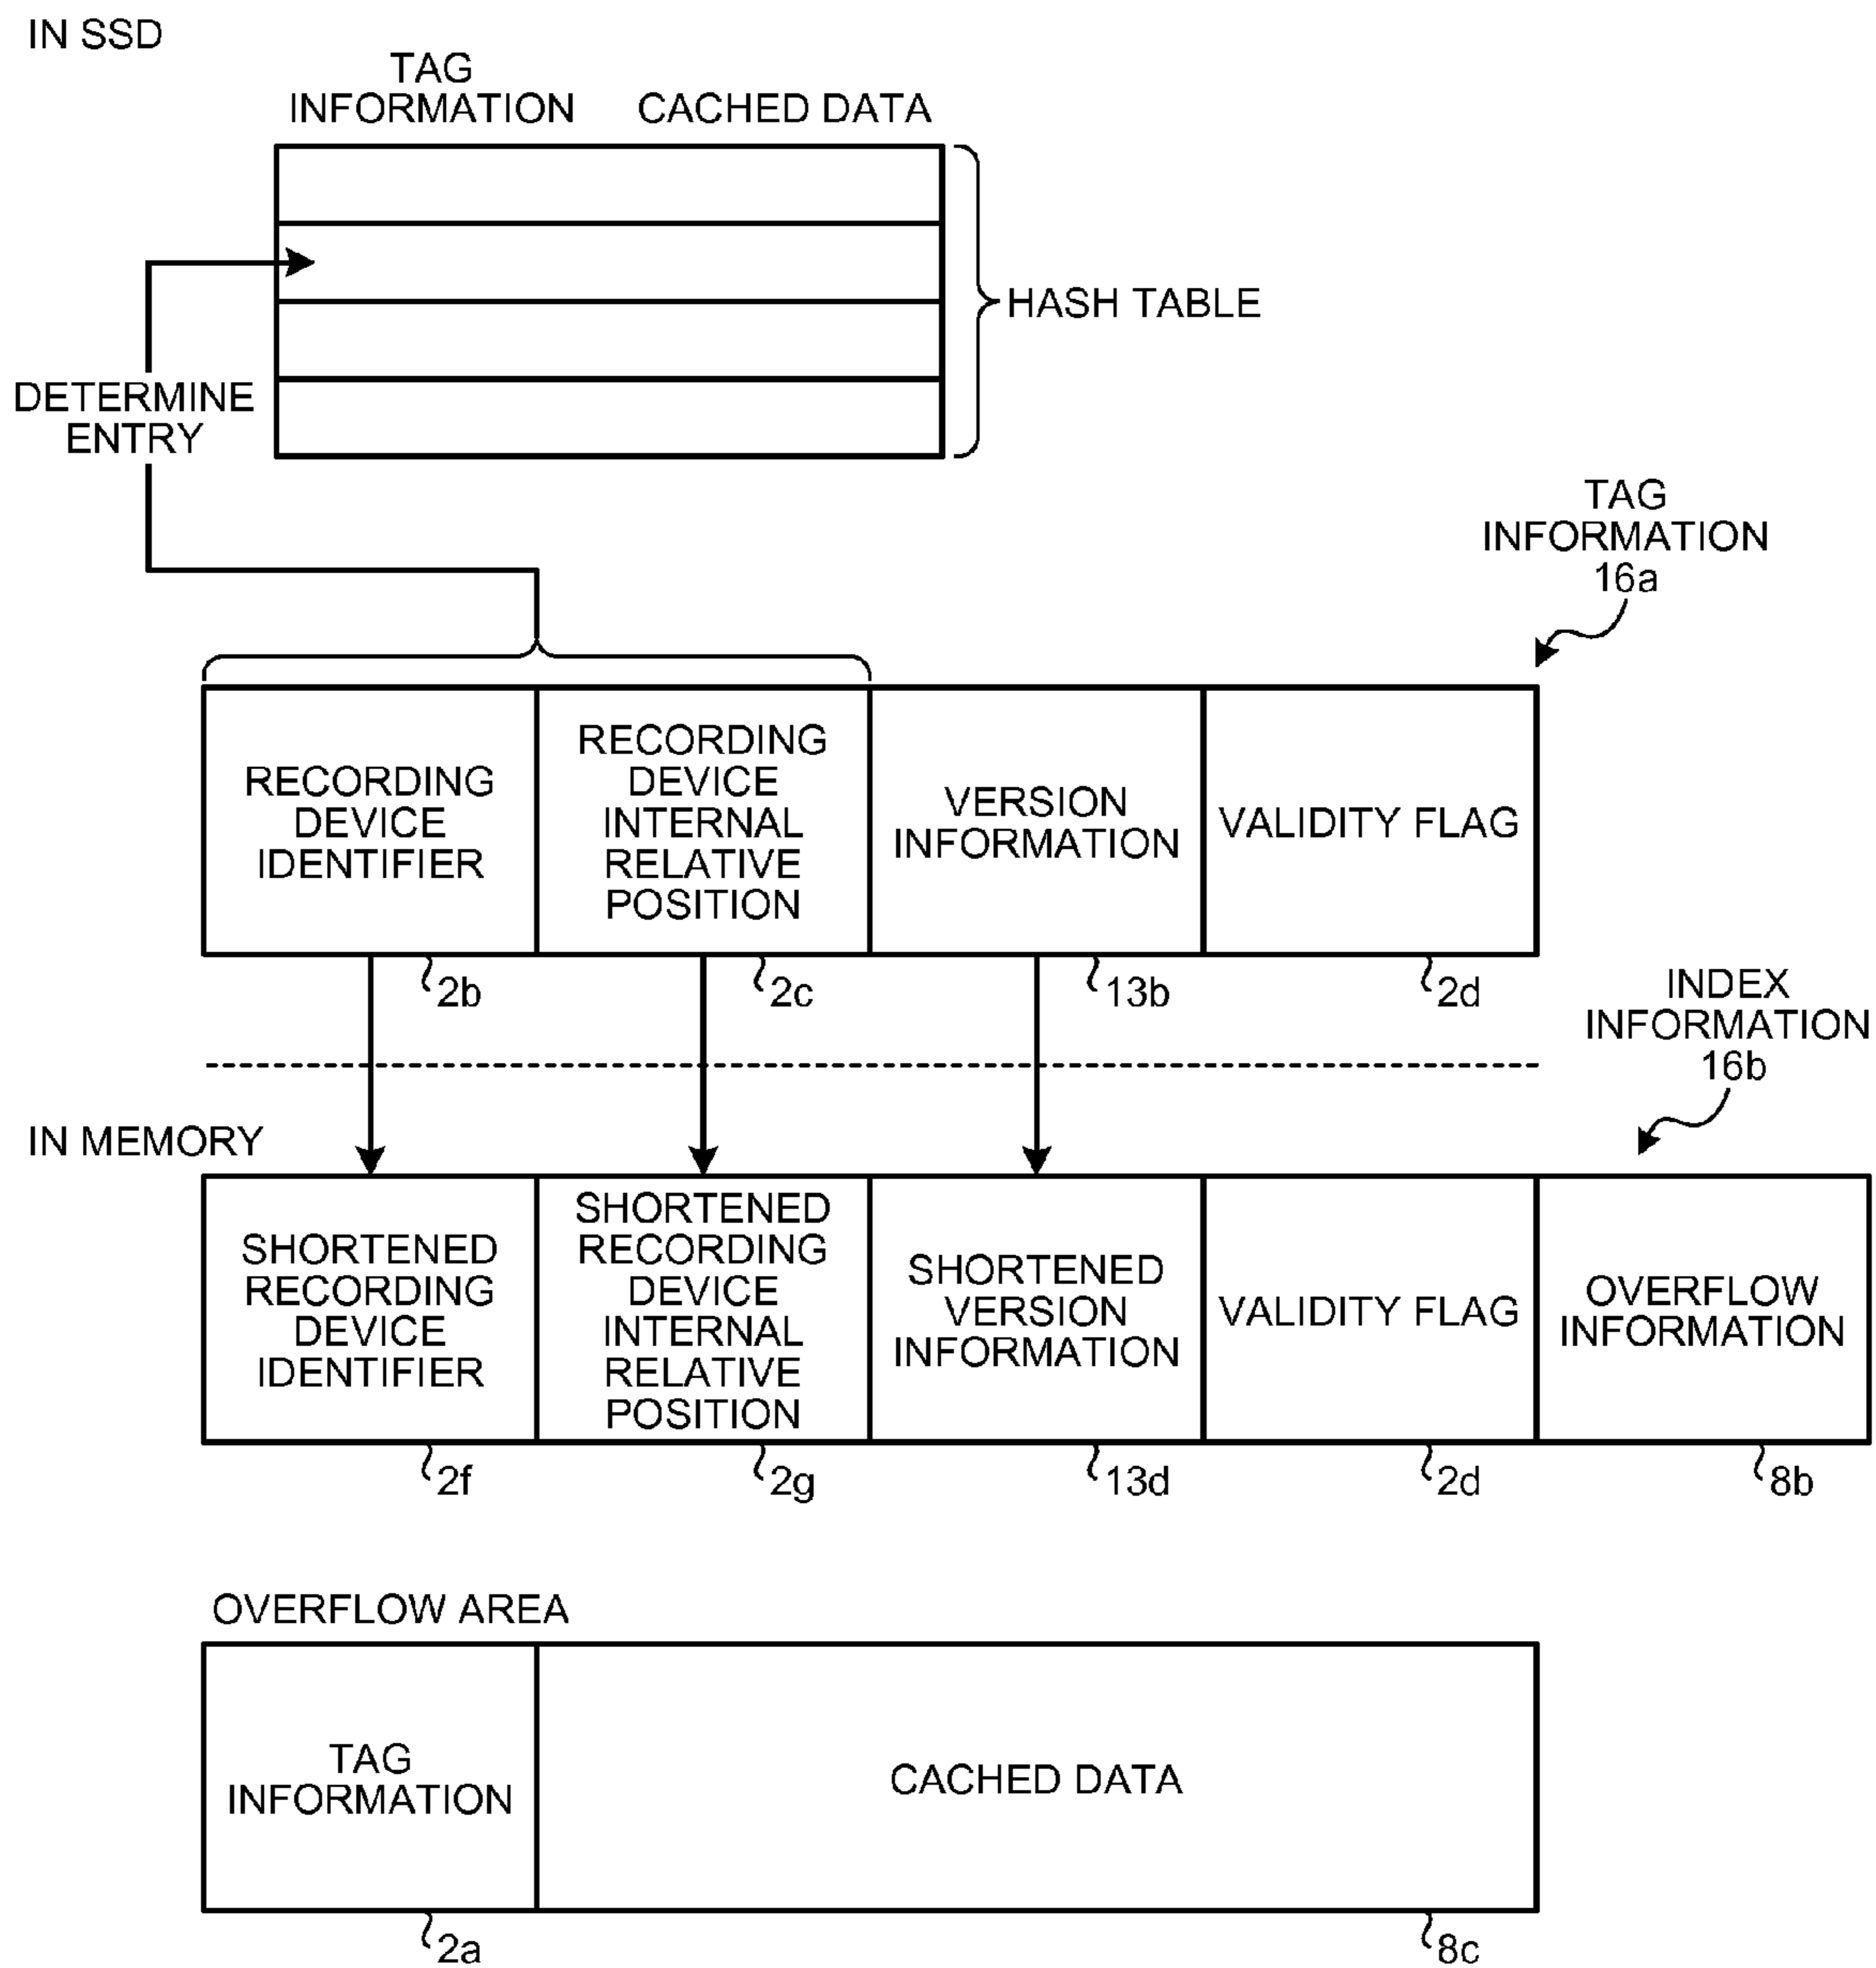 IN SSD
TAG
INFORMATION
CACHED DATA
HASH TABLE
DETERMINE
ENTRY
TAG
INFORMATION
16a
RECORDING
DEVICE
IDENTIFIER
RECORDING
DEVICE
INTERNAL
RELATIVE
POSITION
VERSION
INFORMATION
VALIDITY FLAG
2b
2c
13b
2d
INDEX
INFORMATION
16b
IN MEMORY
SHORTENED
RECORDING
DEVICE
IDENTIFIER
SHORTENED
RECORDING
DEVICE
INTERNAL
RELATIVE
POSITION
SHORTENED
VERSION
INFORMATION
VALIDITY FLAG
OVERFLOW
INFORMATION
2f
2g
13d
2d
8b
OVERFLOW AREA
TAG
INFORMATION
CACHED DATA
2a
8c